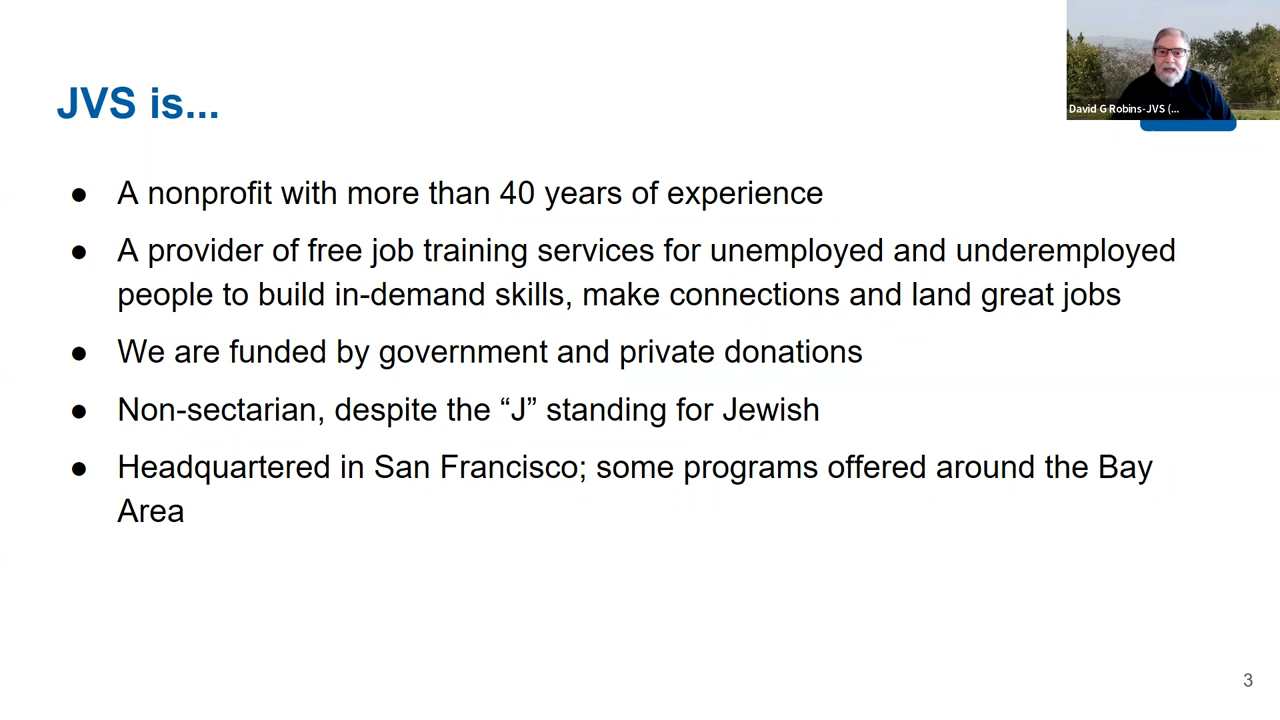 David G Robins-JVS (...
JVS is...
● A nonprofit with more than 40 years of experience
● A provider of free job training services for unemployed and underemployed
people to build in-demand skills, make connections and land great jobs
● We are funded by government and private donations
● Non-sectarian, despite the “J” standing for Jewish
● Headquartered in San Francisco; some programs offered around the Bay
Area
3